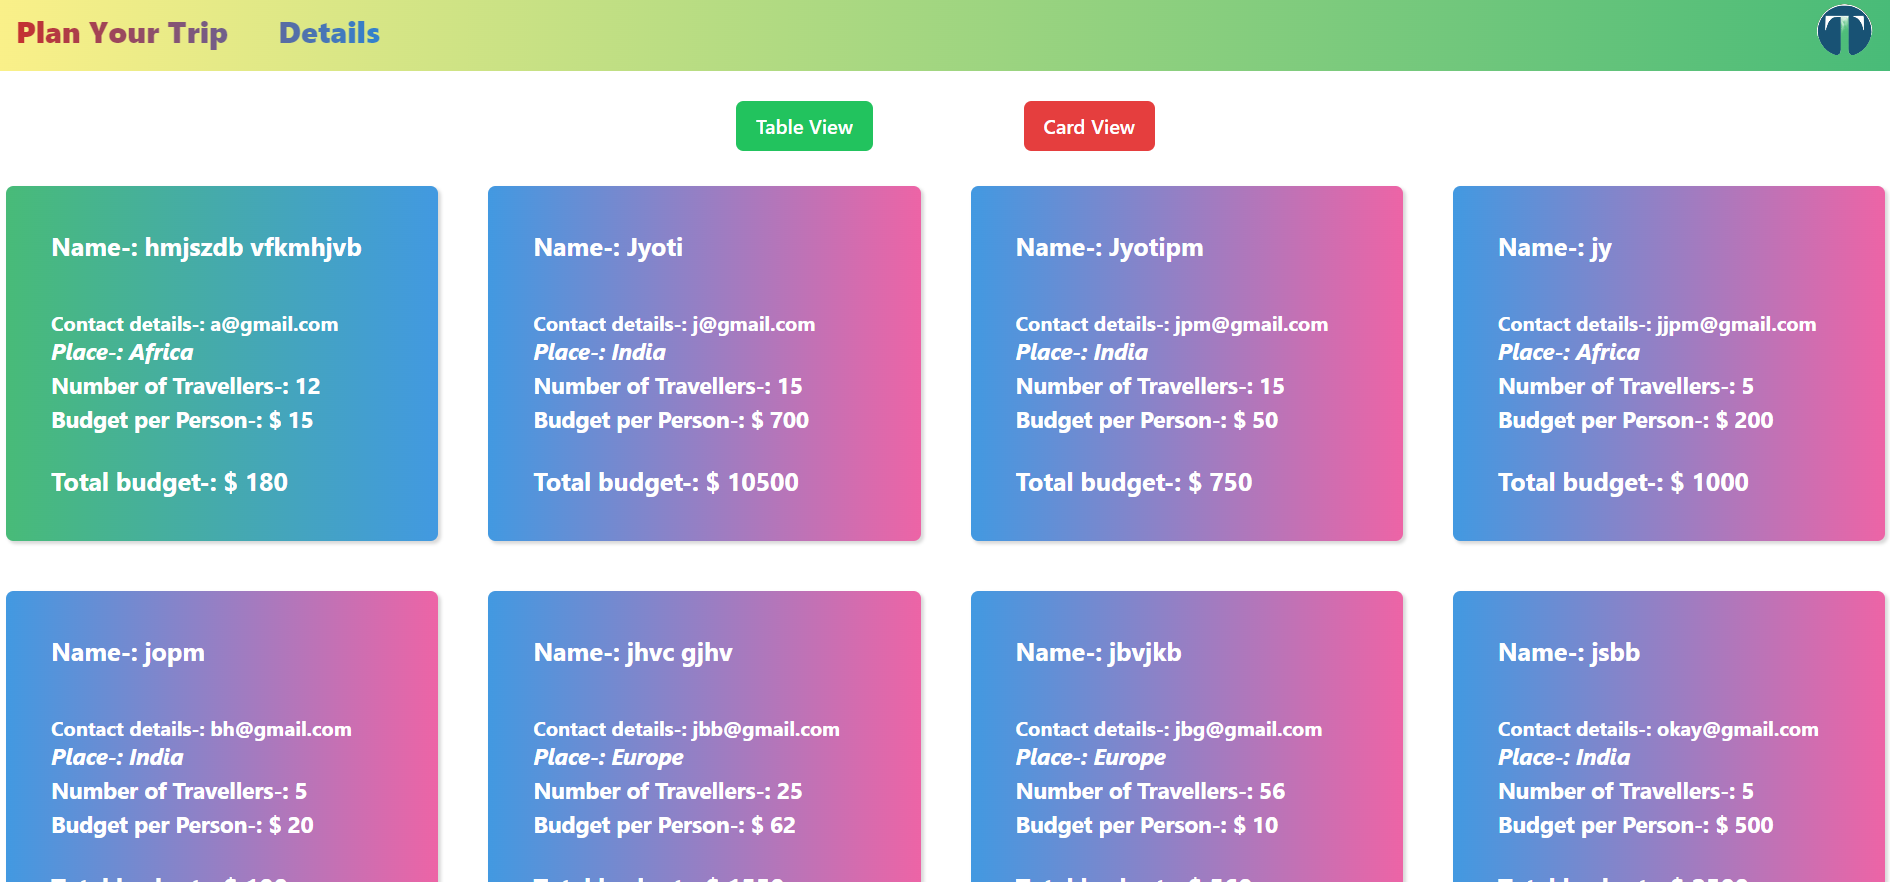 Plan Your Trip Details
Table View Card View
Name-: hmjszdb vfkmhjvb
Contact details-: a@gmail.com
Place-: Africa
Number of Travellers-: 12
Budget per Person-: $ 15
Total budget-: $ 180
Name-: Jyoti
Contact details-: j@gmail.com
Place-: India
Number of Travellers-: 15
Budget per Person-: $ 700
Total budget-: $ 10500
Name-: Jyotipm
Contact details-: jpm@gmail.com
Place-: India
Number of Travellers-: 15
Budget per Person-: $ 50
Total budget-: $ 750
Name-: jy
Contact details-: jjpm@gmail.com
Place-: Africa
Number of Travellers-: 5
Budget per Person-: $ 200
Total budget-: $ 1000
Name-: jopm
Contact details-: bh@gmail.com
Place-: India
Number of Travellers-: 5
Budget per Person-: $ 20
Name-: jhvc gjhv
Contact details-: jbb@gmail.com
Place-: Europe
Number of Travellers-: 25
Budget per Person-: $ 62
Name-: jbvjkb
Contact details-: jbg@gmail.com
Place-: Europe
Number of Travellers-: 56
Budget per Person-: $ 10
Name-: jsbb
Contact details-: okay@gmail.com
Place-: India
Number of Travellers-: 5
Budget per Person-: $ 500